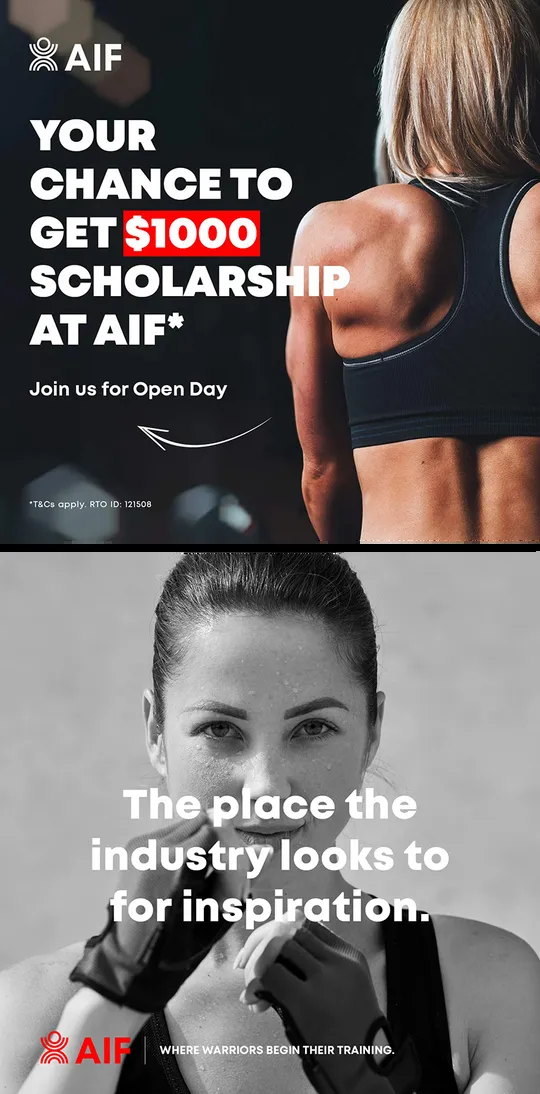 AIF
YOUR
CHANCE TO
GET $1000
SCHOLARSHIP
AT AIF*
Join us for Open Day
*T&Cs apply. RTO ID: 121508
The place the
industry looks to
for inspiration.
AIF | WHERE WARRIORS BEGIN THEIR TRAINING.